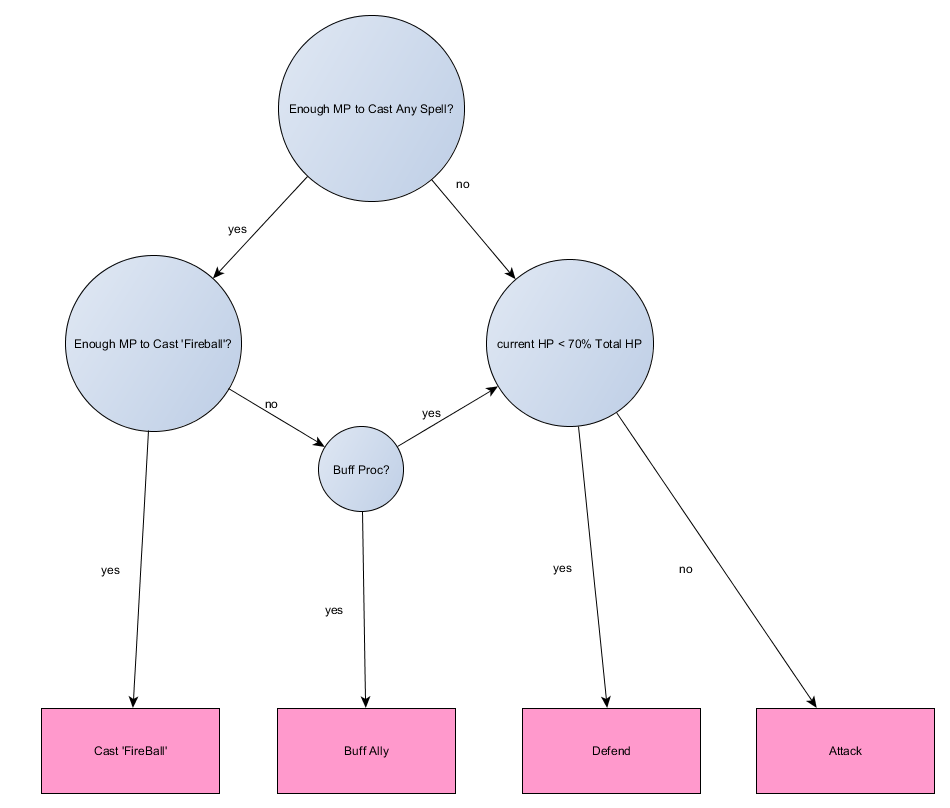 Enough MP to Cast Any Spell?
no
yes
Enough MP to Cast 'Fireball'?
current HP < 70% Total HP
no
yes
Buff Proc?
yes
yes
no
yes
Cast 'FireBall'
Buff Ally
Defend
Attack